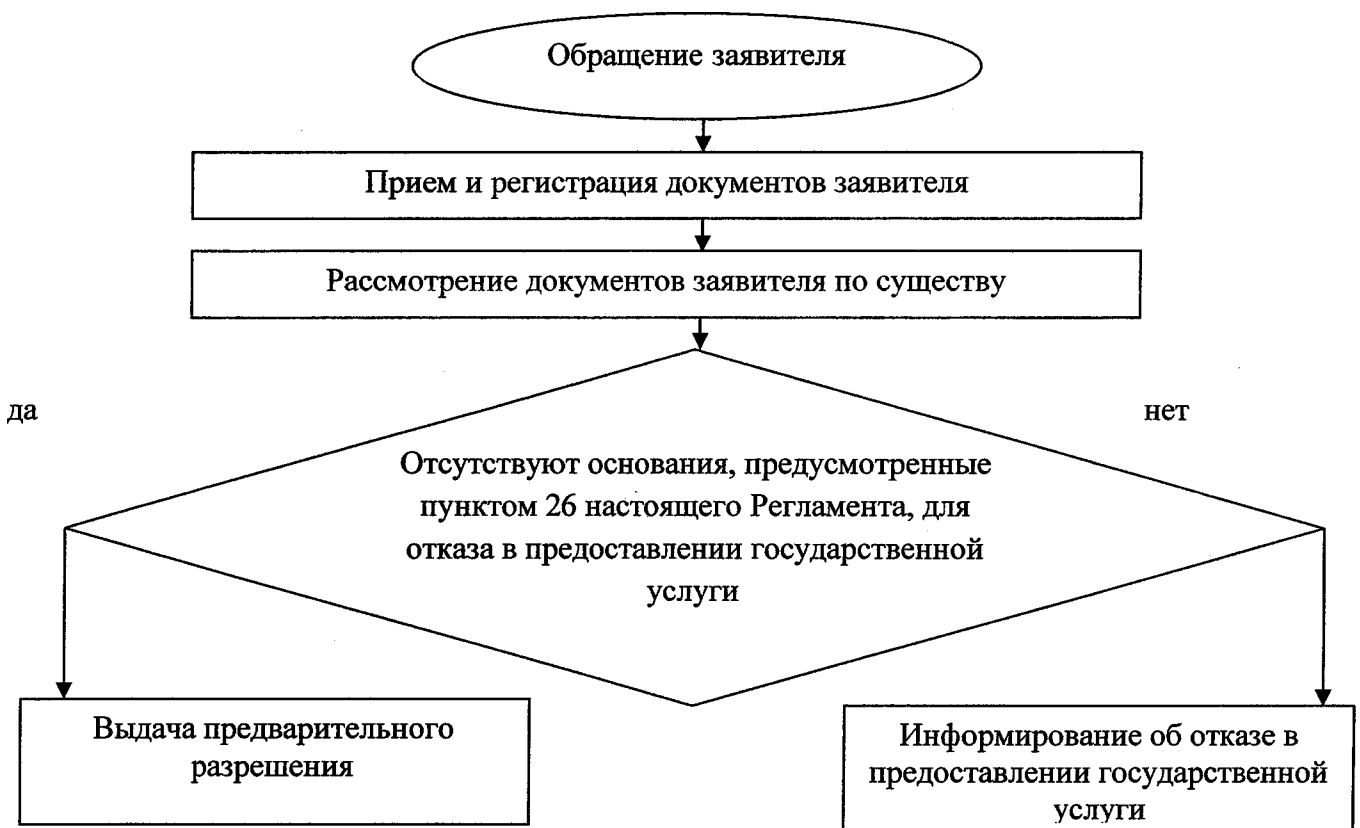 Обращение заявителя
Прием и регистрация документов заявителя
Рассмотрение документов заявителя по существу
да
нет
Отсутствуют основания, предусмотренные
пунктом 26 настоящего Регламента, для
отказа в предоставлении государственной
услуги
Выдача предварительного
разрешения
Информирование об отказе в
предоставлении государственной
услуги